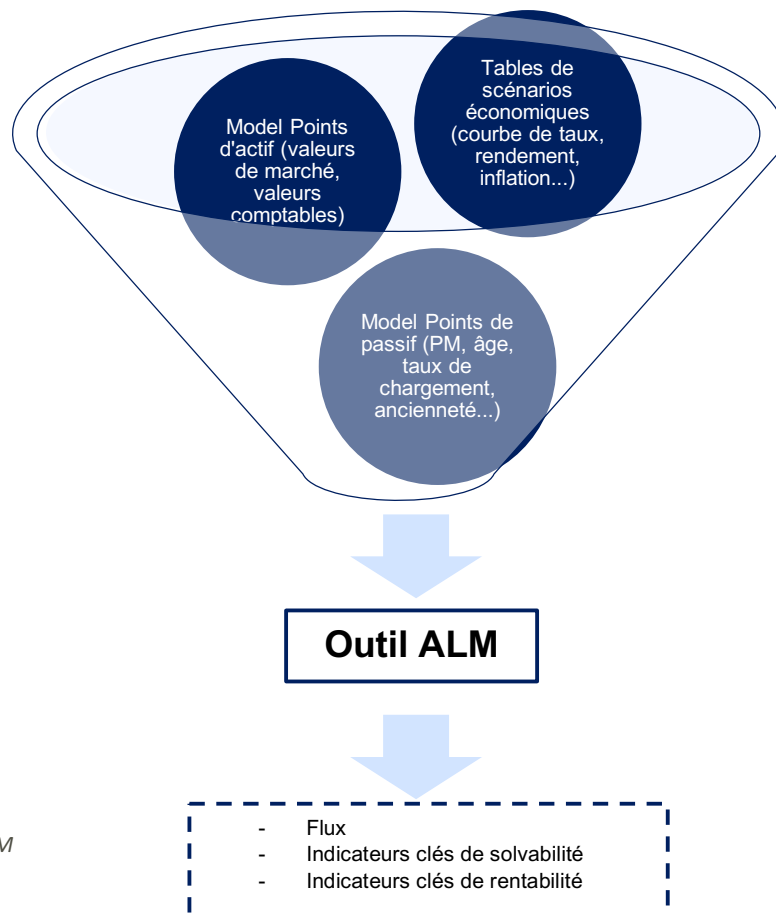 Tables de
scénarios
économiques
(courbe de taux,
rendement,
inflation...)
Model Points
d'actif (valeurs
de marché,
valeurs
comptables)
Model Points de
passif (PM, âge,
taux de
chargement,
ancienneté...)
Outil ALM
- Flux
- Indicateurs clés de solvabilité
- Indicateurs clés de rentabilité
M